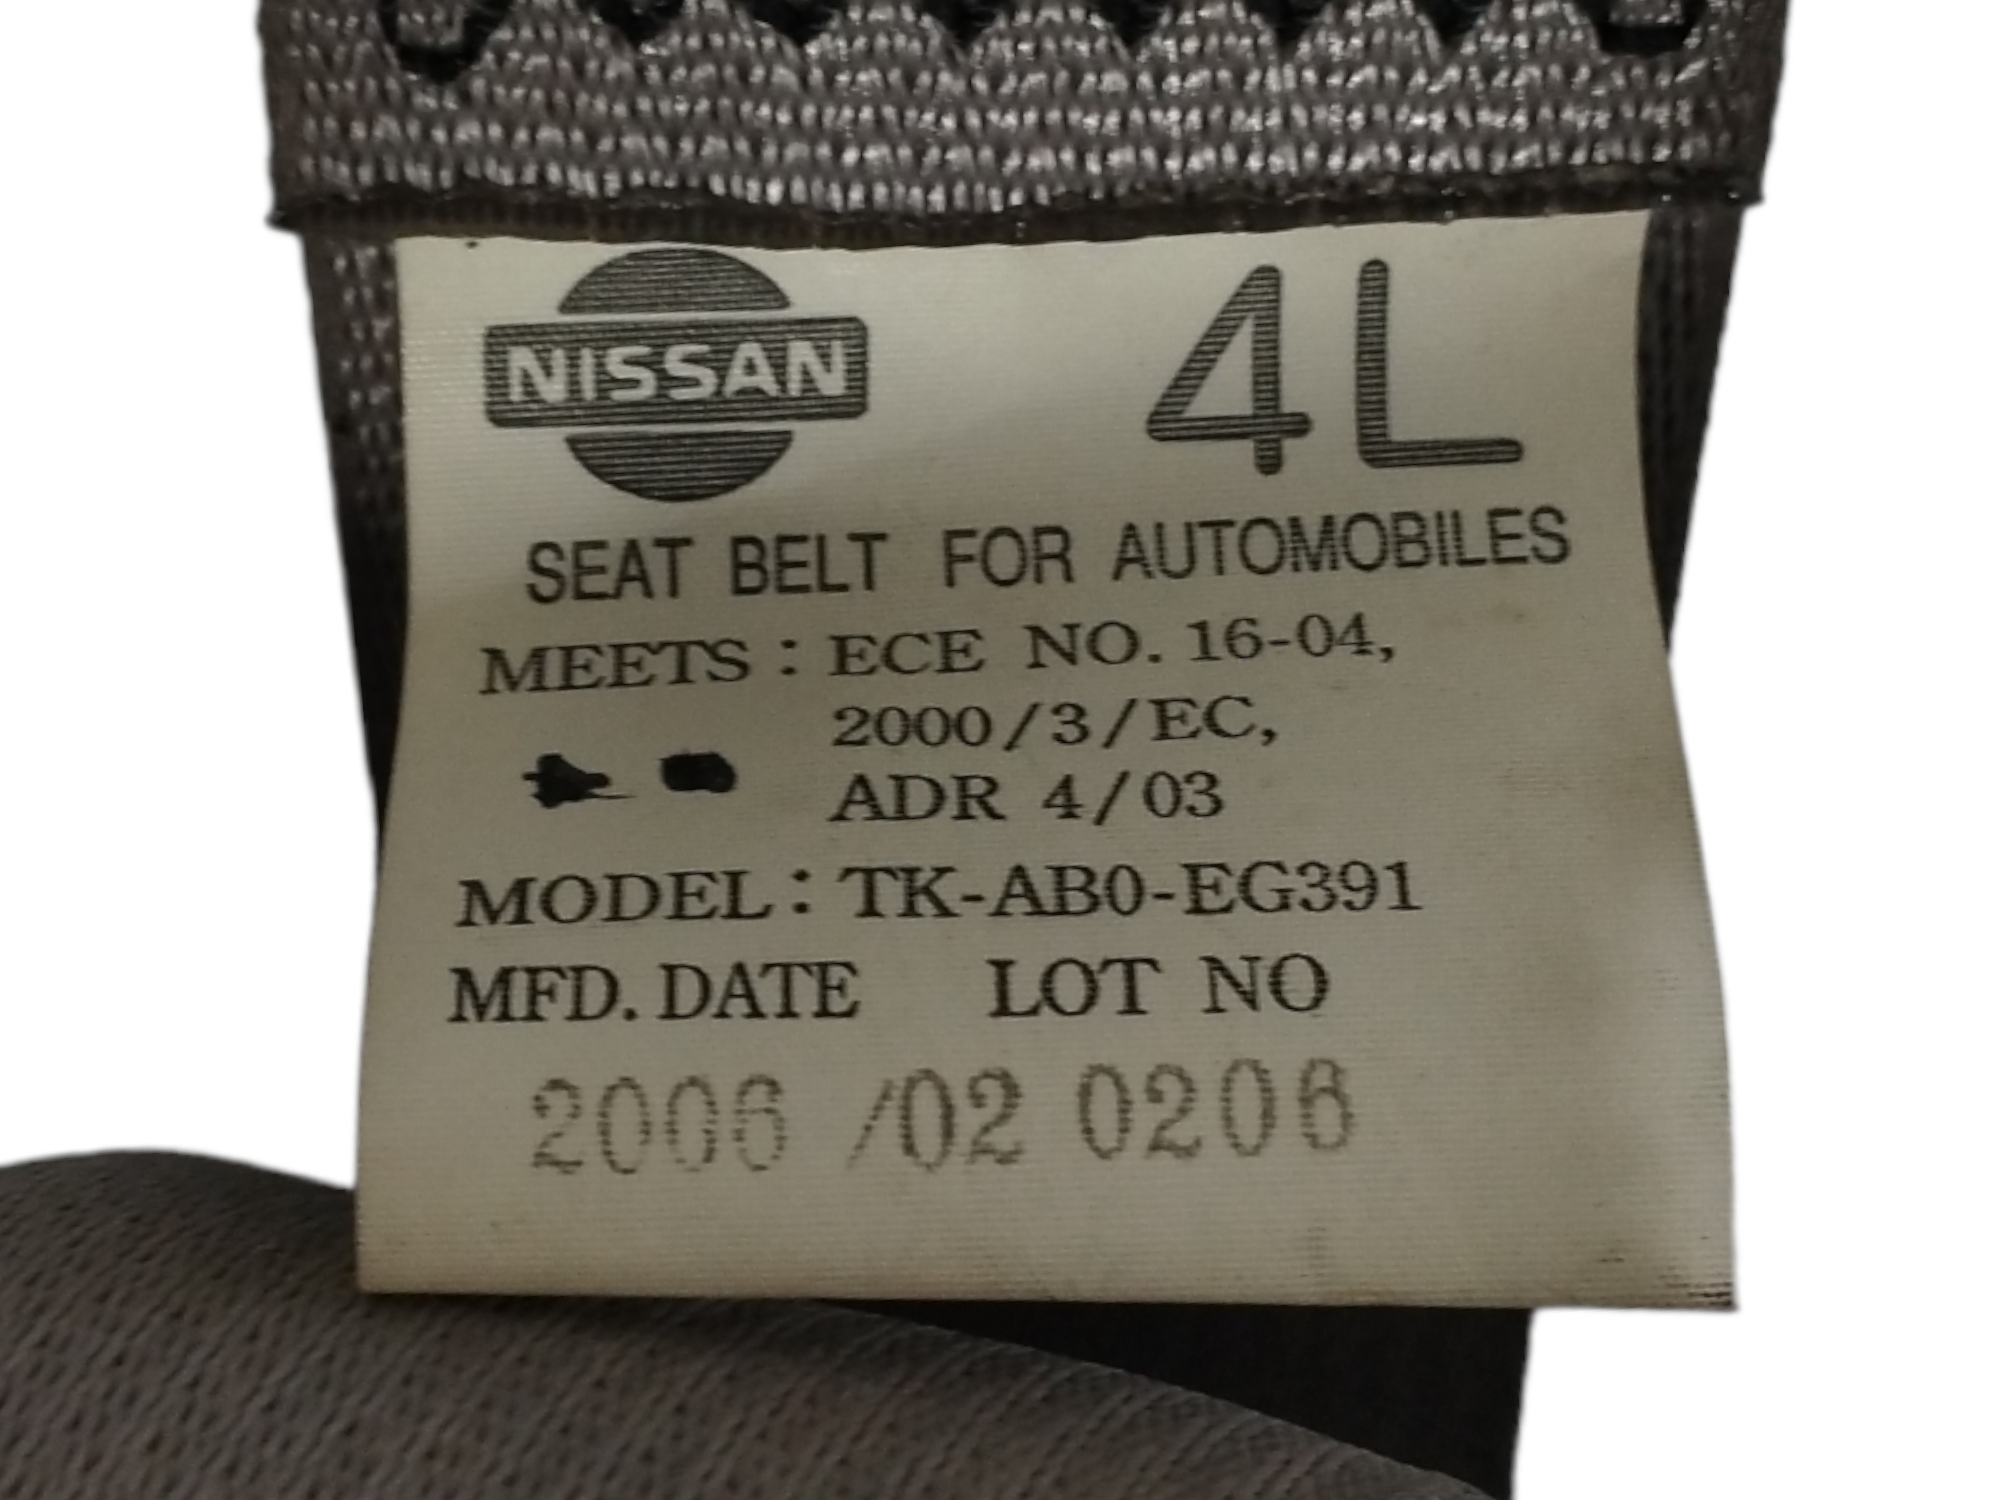 NISSAN 4L
SEAT BELT FOR AUTOMOBILES
MEETS : ECE NO. 16-04,
2000/3/EC,
ADR 4/03
MODEL : TK-AB0-EG391
MFD. DATE LOT NO
2006 /02 0206